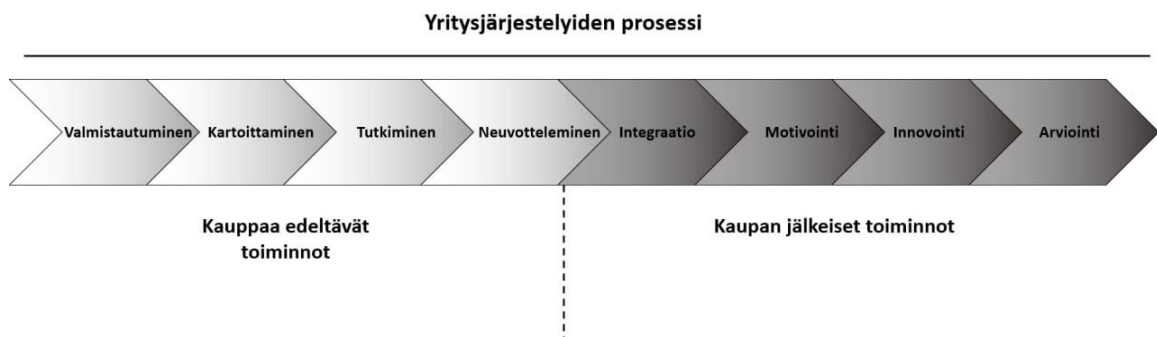 Yritysjärjestelyiden prosessi
Valmistautuminen
Kartoittaminen
Tutkiminen
Neuvotteleminen
Integraatio
Motivointi
Innovointi
Arviointi
Kauppaa edeltävät
toiminnot
Kaupan jälkeiset toiminnot